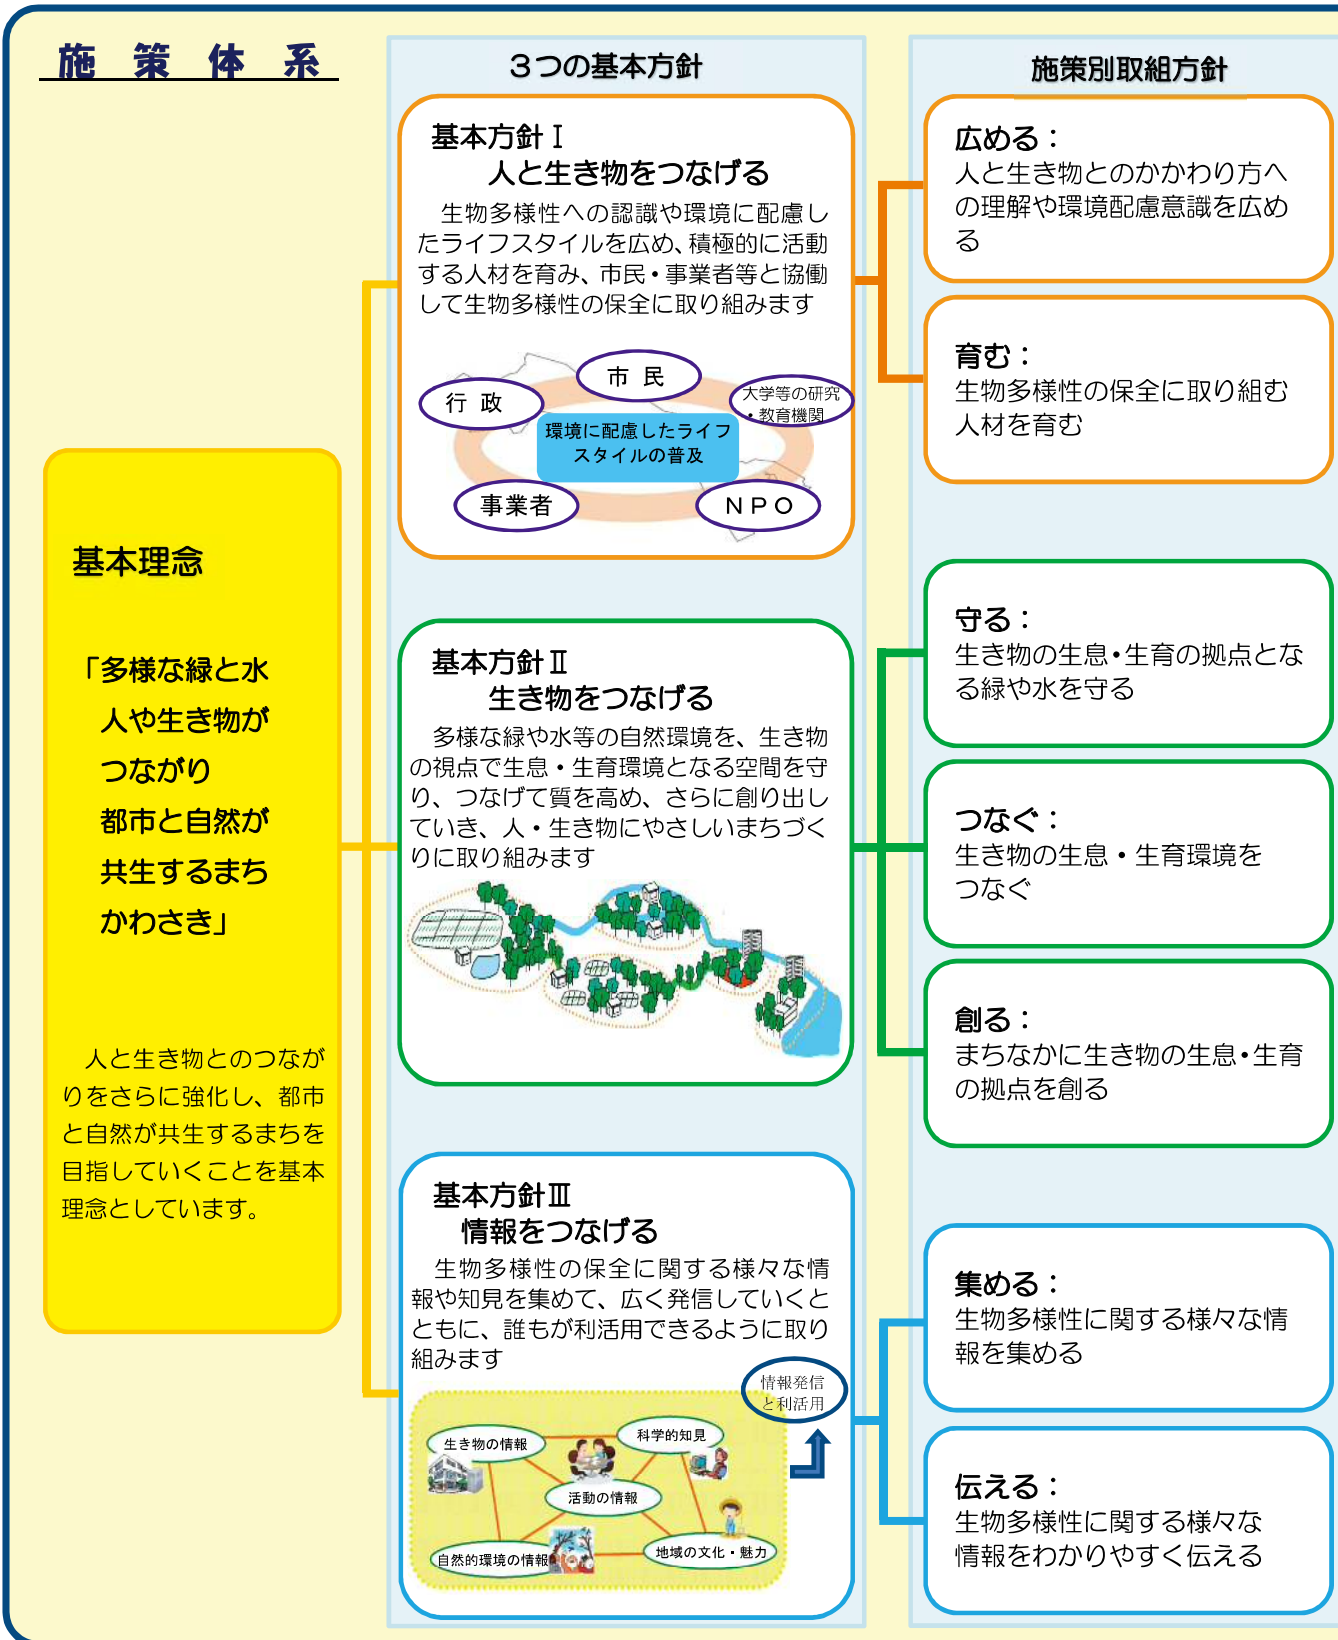 施策体系
基本理念
「多様な緑と水
人や生き物が
つながり
都市と自然が
共生するまち
かわさき」
人と生き物とのつなが
りをさらに強化し、都市
と自然が共生するまちを
目指していくことを基本
理念としています。
３つの基本方針
基本方針Ⅰ
人と生き物をつなげる
生物多様性への認識や環境に配慮し
たライフスタイルを広め、積極的に活動
する人材を育み、市民・事業者等と協働
して生物多様性の保全に取り組みます
市民
行政
大学等の研究
・教育機関
環境に配慮したライフ
スタイルの普及
事業者
ＮＰＯ
基本方針Ⅱ
生き物をつなげる
多様な緑や水等の自然環境を、生き物
の視点で生息・生育環境となる空間を守
り、つなげて質を高め、さらに創り出し
ていき、人・生き物にやさしいまちづく
りに取り組みます
基本方針Ⅲ
情報をつなげる
生物多様性の保全に関する様々な情
報や知見を集めて、広く発信していくと
ともに、誰もが利活用できるように取り
組みます
情報発信
と利活用
生き物の情報
科学的知見
活動の情報
自然的環境の情報
地域の文化・魅力
施策別取組方針
広める：
人と生き物とのかかわり方へ
の理解や環境配慮意識を広め
る
育む：
生物多様性の保全に取り組む
人材を育む
守る：
生き物の生息・生育の拠点とな
る緑や水を守る
つなぐ：
生き物の生息・生育環境を
つなぐ
創る：
まちなかに生き物の生息・生育
の拠点を創る
集める：
生物多様性に関する様々な情
報を集める
伝える：
生物多様性に関する様々な
情報をわかりやすく伝える